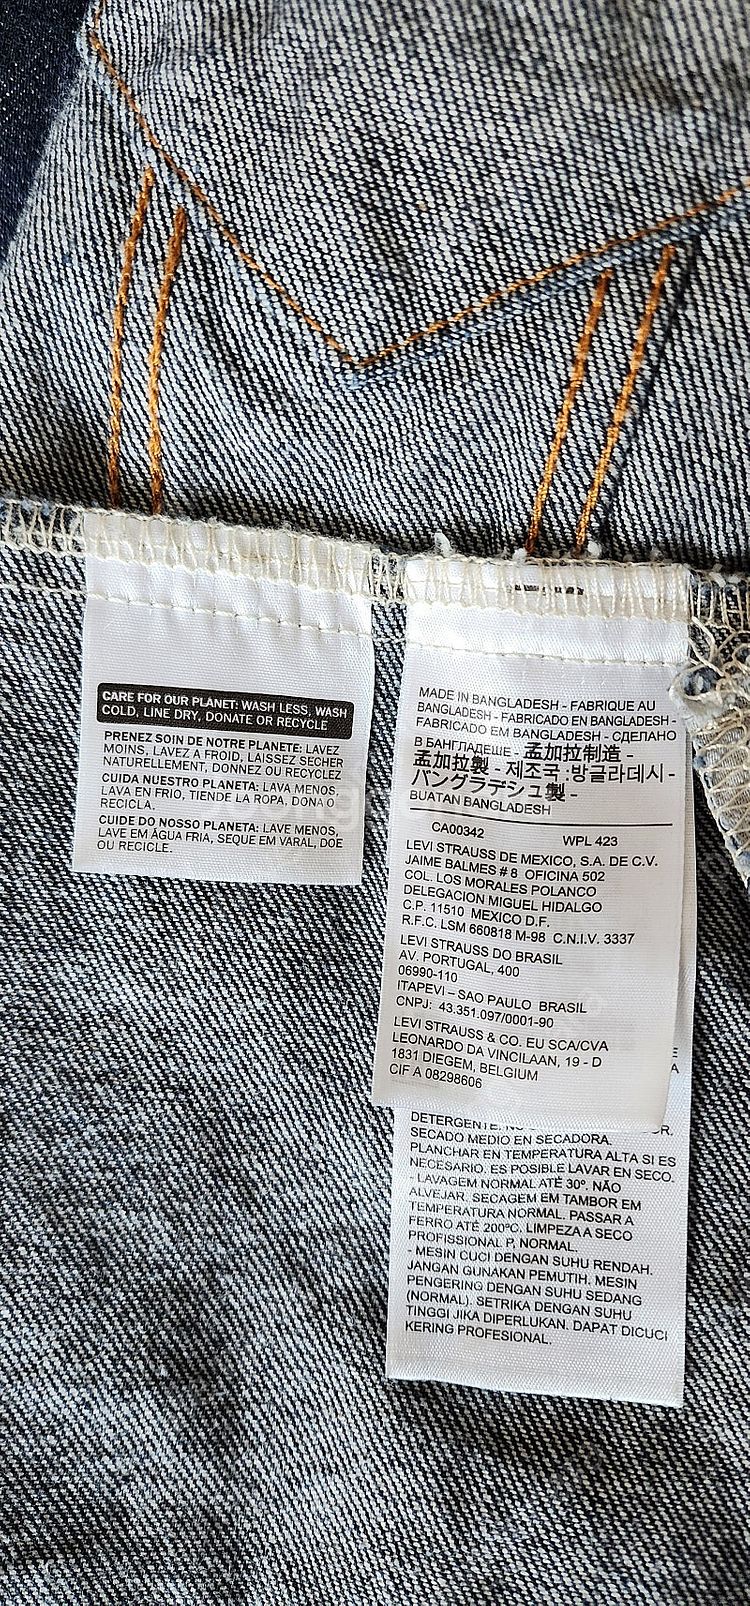 CARE FOR OUR PLANET: WASH LESS, WASH
COLD, LINE DRY, DONATE OR RECYCLE
PRENEZ SOIN DE NOTRE PLANETE: LAVEZ
MOINS, LAVEZ À FROID, LAISSEZ SECHER
NATURELLEMENT, DONNEZ OU RECYCLEZ
CUIDA NUESTRO PLANETA: LAVA MENOS,
LAVA EN FRIO, TIENDE LA ROPA, DONA O
RECICLA.
CUIDE DO NOSSO PLANETA: LAVE MENOS,
LAVE EM ÁGUA FRIA, SEQUE EM VARAL, DOE
OU RECICLE.
MADE IN BANGLADESH - FABRIQUE AU
BANGLADESH - FABRICADO EN BANGLADESH -
FABRICADO EM BANGLADESH - СДЕЛАНО
В БАНГЛАДЕШЕ - 孟加拉制造 -
孟加拉製 - 제조국 :방글라데시 -
バングラデシュ製 -
BUATAN BANGLADESH
CA00342 WPL 423
LEVI STRAUSS DE MEXICO, S.A. DE C.V.
JAIME BALMES # 8 OFICINA 502
COL. LOS MORALES POLANCO
DELEGACION MIGUEL HIDALGO
C.P. 11510 MEXICO D.F.
R.F.C. LSM 660818 M-98 C.N.I.V. 3337
LEVI STRAUSS DO BRASIL
AV. PORTUGAL, 400
06990-110
ITAPEVI – SAO PAULO BRASIL
CNPJ: 43.351.097/0001-90
LEVI STRAUSS & CO. EU SCA/CVA
LEONARDO DA VINCILAAN, 19 - D
1831 DIEGEM, BELGIUM
CIF A 08298606
DETERGENTE.
SECADO MEDIO EN SECADORA.
PLANCHAR EN TEMPERATURA ALTA SI ES
NECESARIO. ES POSIBLE LAVAR EN SECO.
- LAVAGEM NORMAL ATÉ 30º. NÃO
ALVEJAR. SECAGEM EM TAMBOR EM
TEMPERATURA NORMAL. PASSAR A
FERRO ATÉ 200ºC. LIMPEZA A SECO
PROFISSIONAL P, NORMAL.
- MESIN CUCI DENGAN SUHU RENDAH.
JANGAN GUNAKAN PEMUTIH. MESIN
PENGERING DENGAN SUHU SEDANG
(NORMAL). SETRIKA DENGAN SUHU
TINGGI JIKA DIPERLUKAN. DAPAT DICUCI
KERING PROFESIONAL.